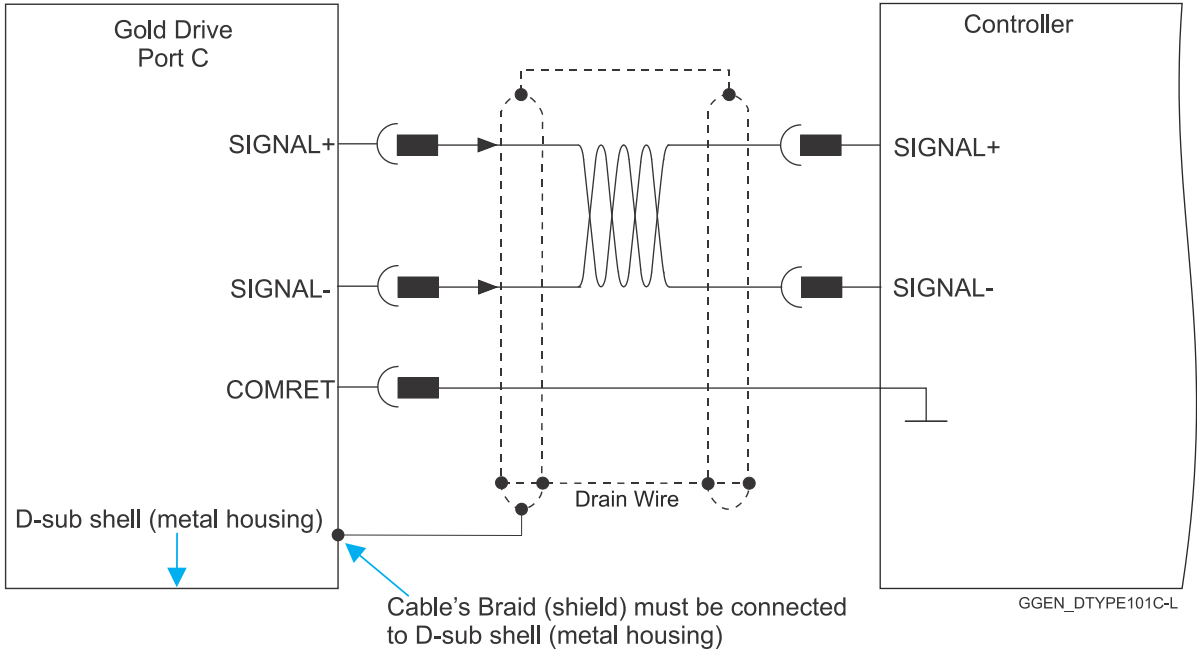 Gold Drive
Port C
Controller
SIGNAL+
SIGNAL+
SIGNAL-
SIGNAL-
COMRET
Drain Wire
D-sub shell (metal housing)
Cable's Braid (shield) must be connected
to D-sub shell (metal housing)
GGEN_DTYPE101C-L